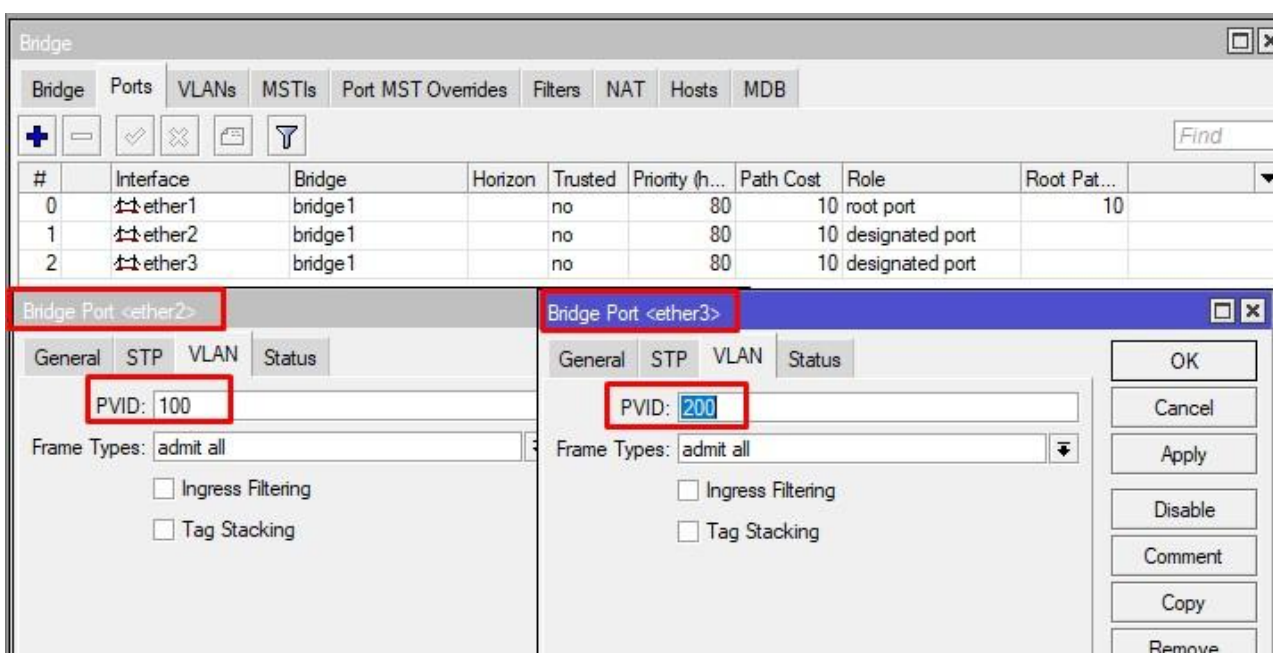 Bridge
Bridge Ports VLANs MSTIs Port MST Overrides Filters NAT Hosts MDB
Find
# Interface Bridge Horizon Trusted Priority (h... Path Cost Role Root Pat...
0 ether1 bridge1 no 80 10 root port 10
1 ether2 bridge1 no 80 10 designated port
2 ether3 bridge1 no 80 10 designated port
Bridge Port <ether2>
General STP VLAN Status
PVID: 100
Frame Types: admit all
Ingress Filtering
Tag Stacking
Bridge Port <ether3>
General STP VLAN Status
PVID: 200
Frame Types: admit all
Ingress Filtering
Tag Stacking
OK
Cancel
Apply
Disable
Comment
Copy
Remove